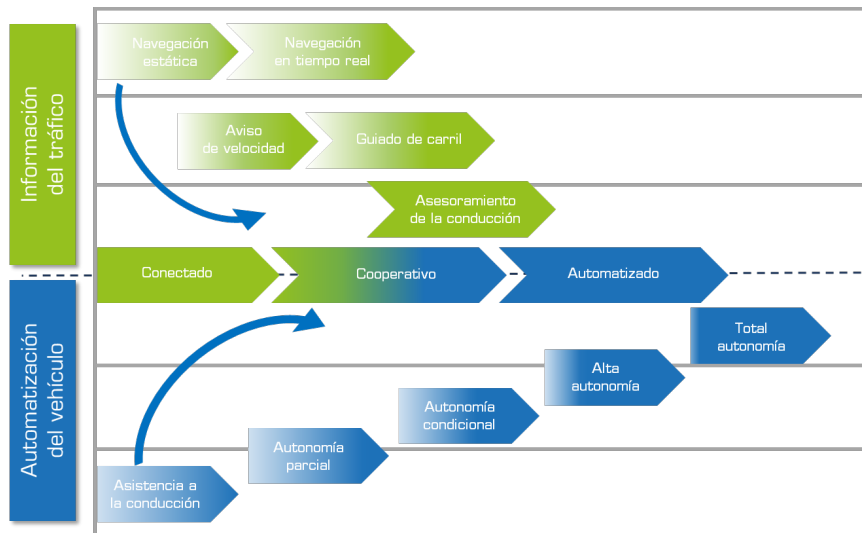 Información
del tráfico
Navegación
estática
Navegación
en tiempo real
Aviso
de velocidad
Guiado de carril
Asesoramiento
de la conducción
Conectado
Cooperativo
Automatizado
Automatización
del vehículo
Total
autonomía
Alta
autonomía
Autonomía
condicional
Autonomía
parcial
Asistencia a
la conducción